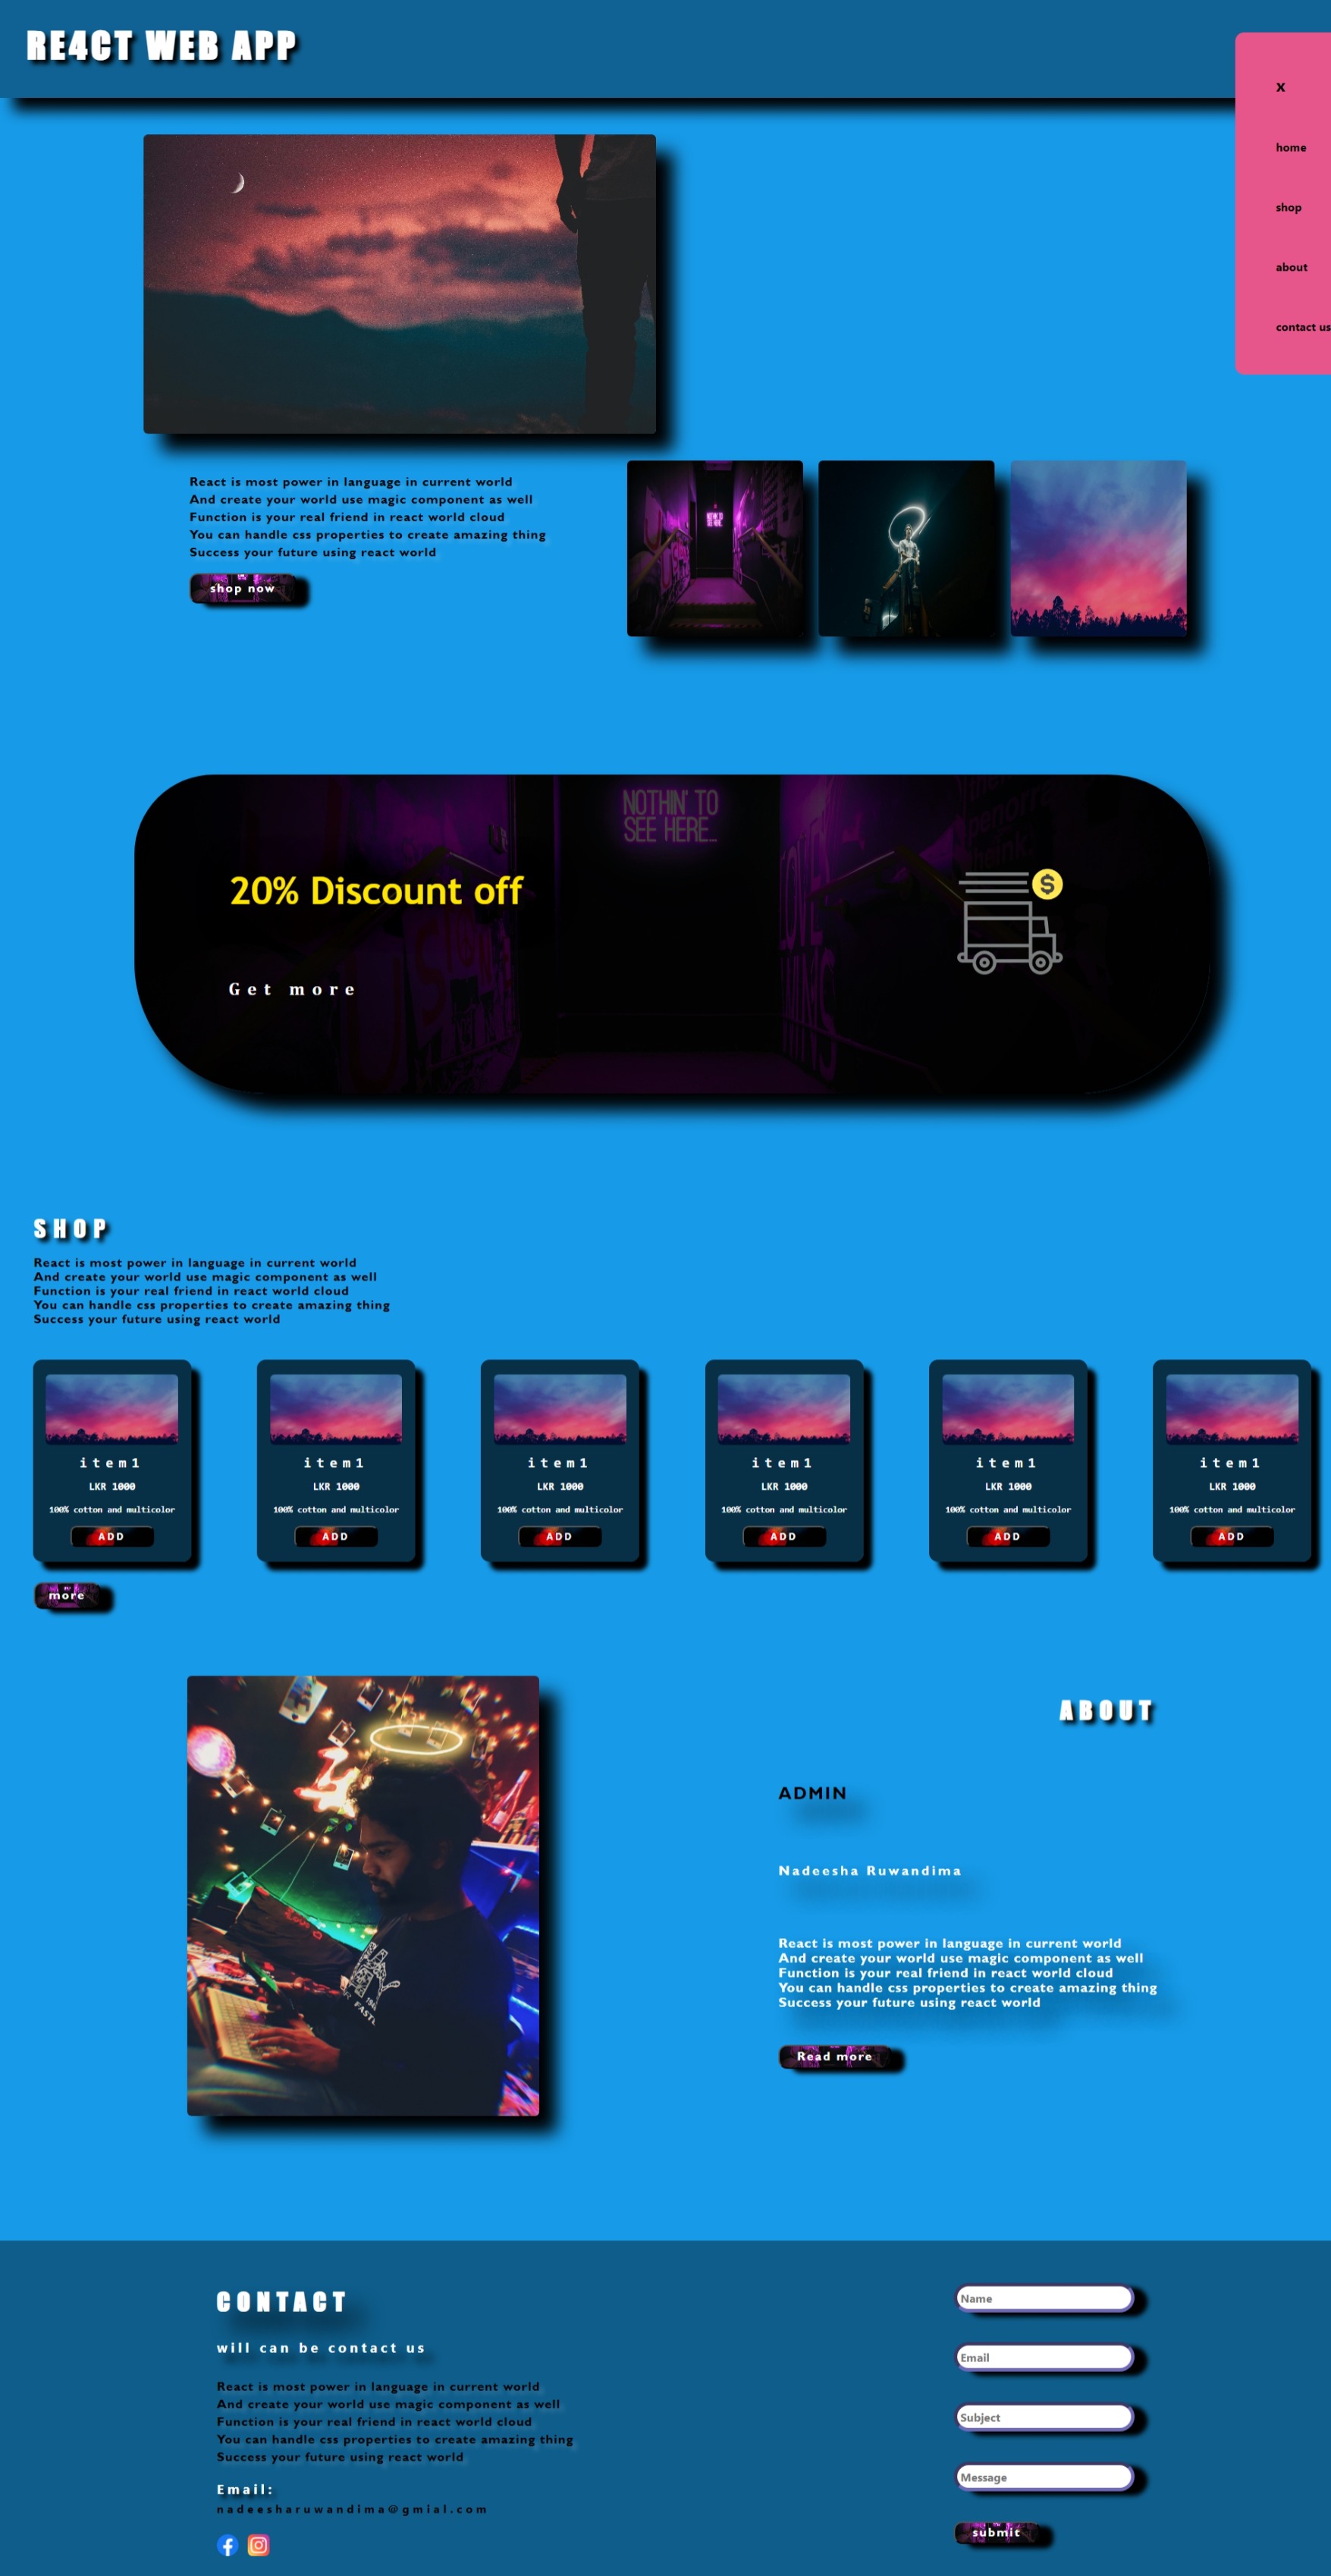 RE4CT WEB APP
X
home
shop
about
contact us
React is most power in language in current world
And create your world use magic component as well
Function is your real friend in react world cloud
You can handle css properties to create amazing thing
Success your future using react world
shop now
NOTHIN' TO
SEE HERE...
20% Discount off
$
Get more
SHOP
React is most power in language in current world
And create your world use magic component as well
Function is your real friend in react world cloud
You can handle css properties to create amazing thing
Success your future using react world
item1
LKR 1000
100% cotton and multicolor
ADD
item1
LKR 1000
100% cotton and multicolor
ADD
item1
LKR 1000
100% cotton and multicolor
ADD
item1
LKR 1000
100% cotton and multicolor
ADD
item1
LKR 1000
100% cotton and multicolor
ADD
item1
LKR 1000
100% cotton and multicolor
ADD
more
ABOUT
ADMIN
Nadeesha Ruwandima
React is most power in language in current world
And create your world use magic component as well
Function is your real friend in react world cloud
You can handle css properties to create amazing thing
Success your future using react world
Read more
CONTACT
will can be contact us
React is most power in language in current world
And create your world use magic component as well
Function is your real friend in react world cloud
You can handle css properties to create amazing thing
Success your future using react world
Email:
nadeesharuwandima@gmial.com
Name
Email
Subject
Message
submit